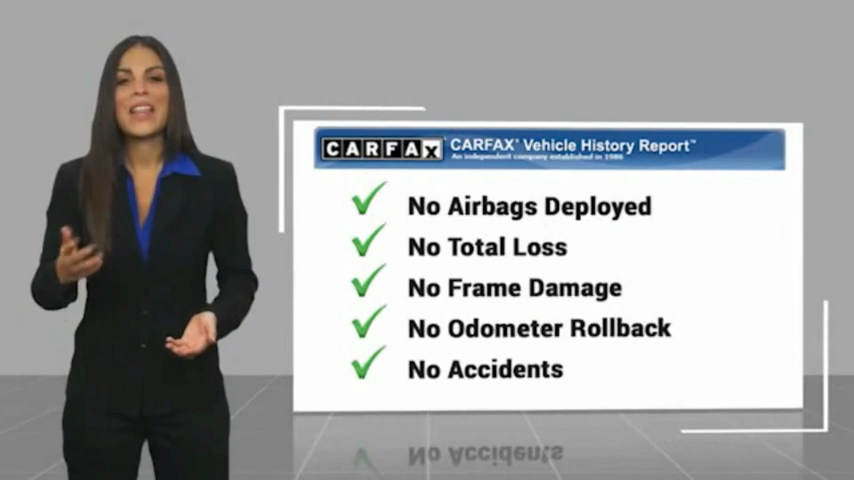 CARFAX CARFAX® Vehicle History Report™
An independent company established in 1986
No Airbags Deployed
No Total Loss
No Frame Damage
No Odometer Rollback
No Accidents
No Accidents